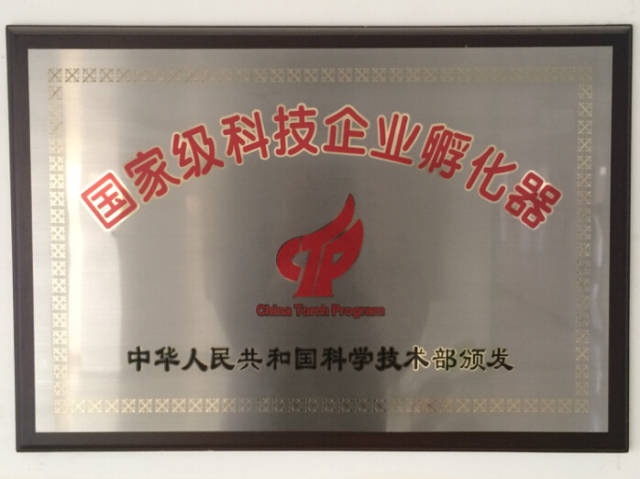 国家级科技企业孵化器
China Torch Program
中华人民共和国科学技术部颁发